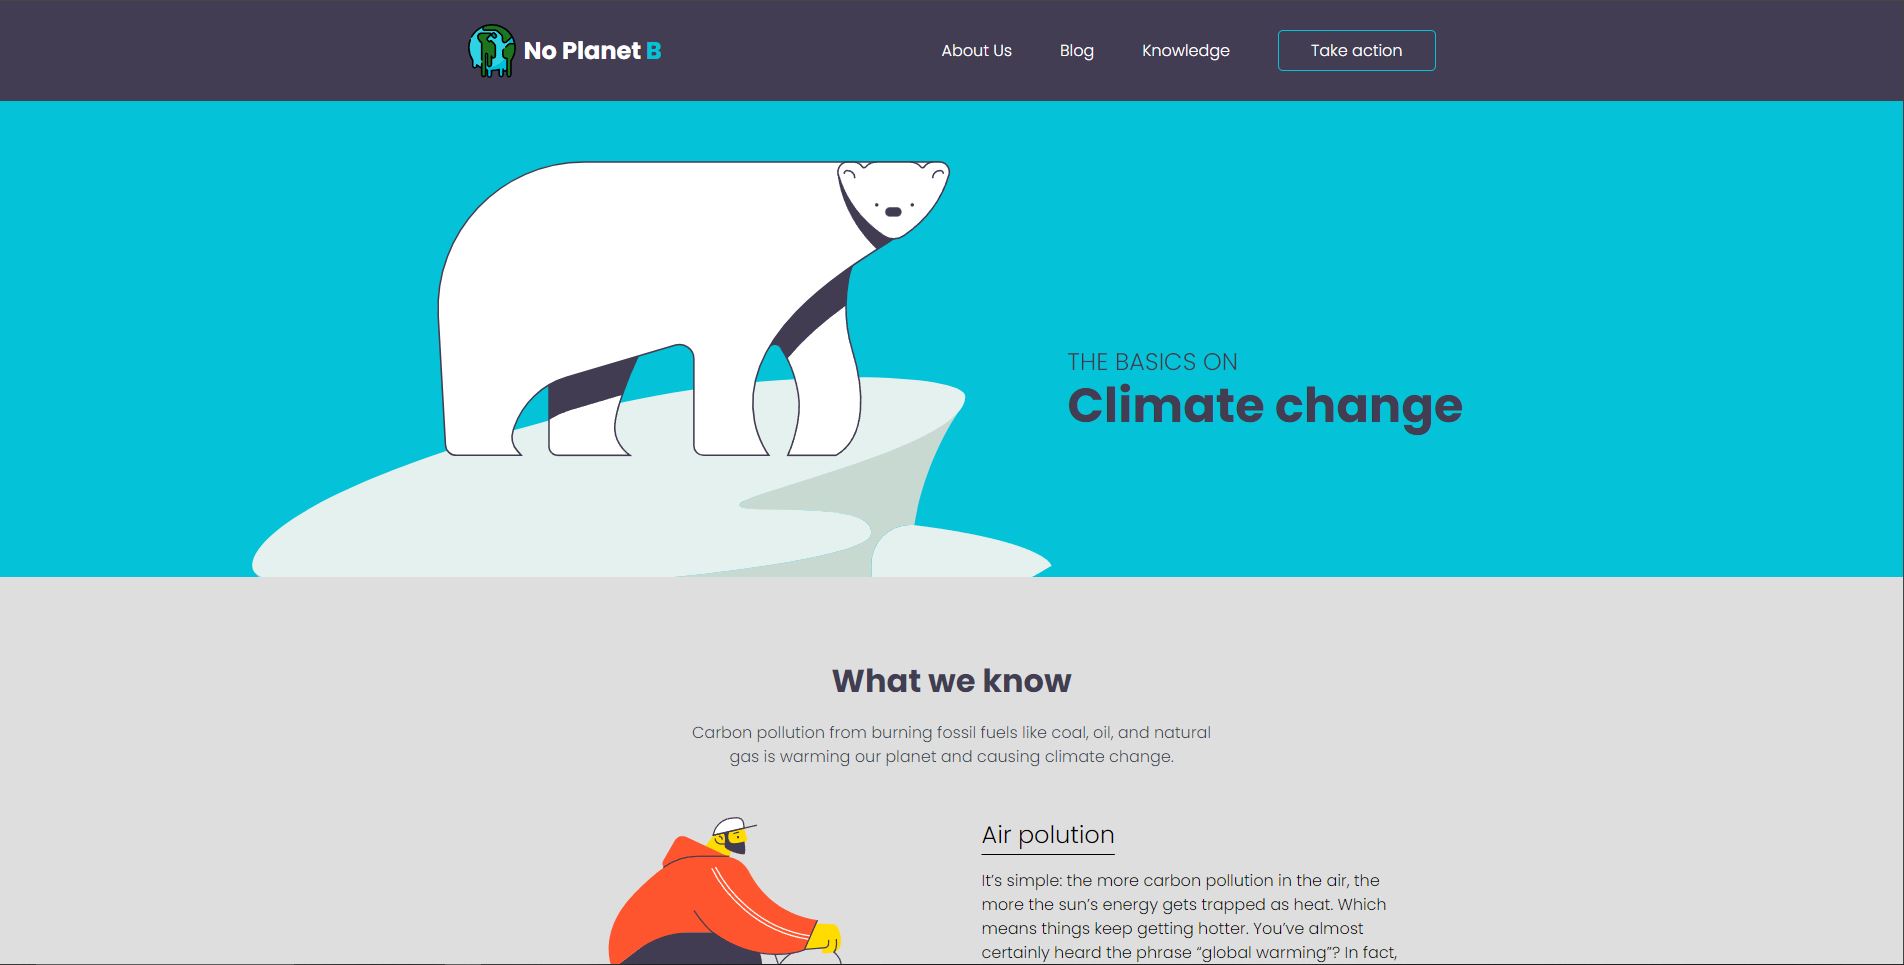 No Planet B
About Us
Blog
Knowledge
Take action
THE BASICS ON
Climate change
What we know
Carbon pollution from burning fossil fuels like coal, oil, and natural
gas is warming our planet and causing climate change.
Air polution
It’s simple: the more carbon pollution in the air, the
more the sun’s energy gets trapped as heat. Which
means things keep getting hotter. You’ve almost
certainly heard the phrase “global warming”? In fact,